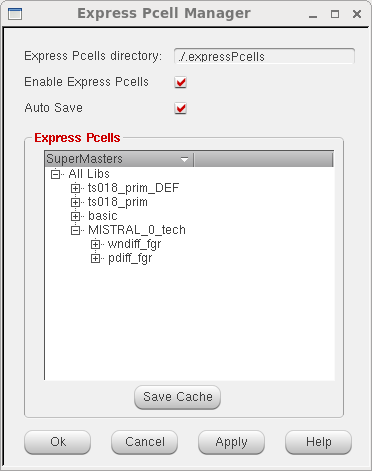 Express Pcell Manager
Express Pcells directory: ./.expressPcells
Enable Express Pcells
Auto Save
Express Pcells
SuperMasters
All Libs
ts018_prim_DEF
ts018_prim
basic
MISTRAL_0_tech
wndiff_fgr
pdiff_fgr
Save Cache
Ok Cancel Apply Help